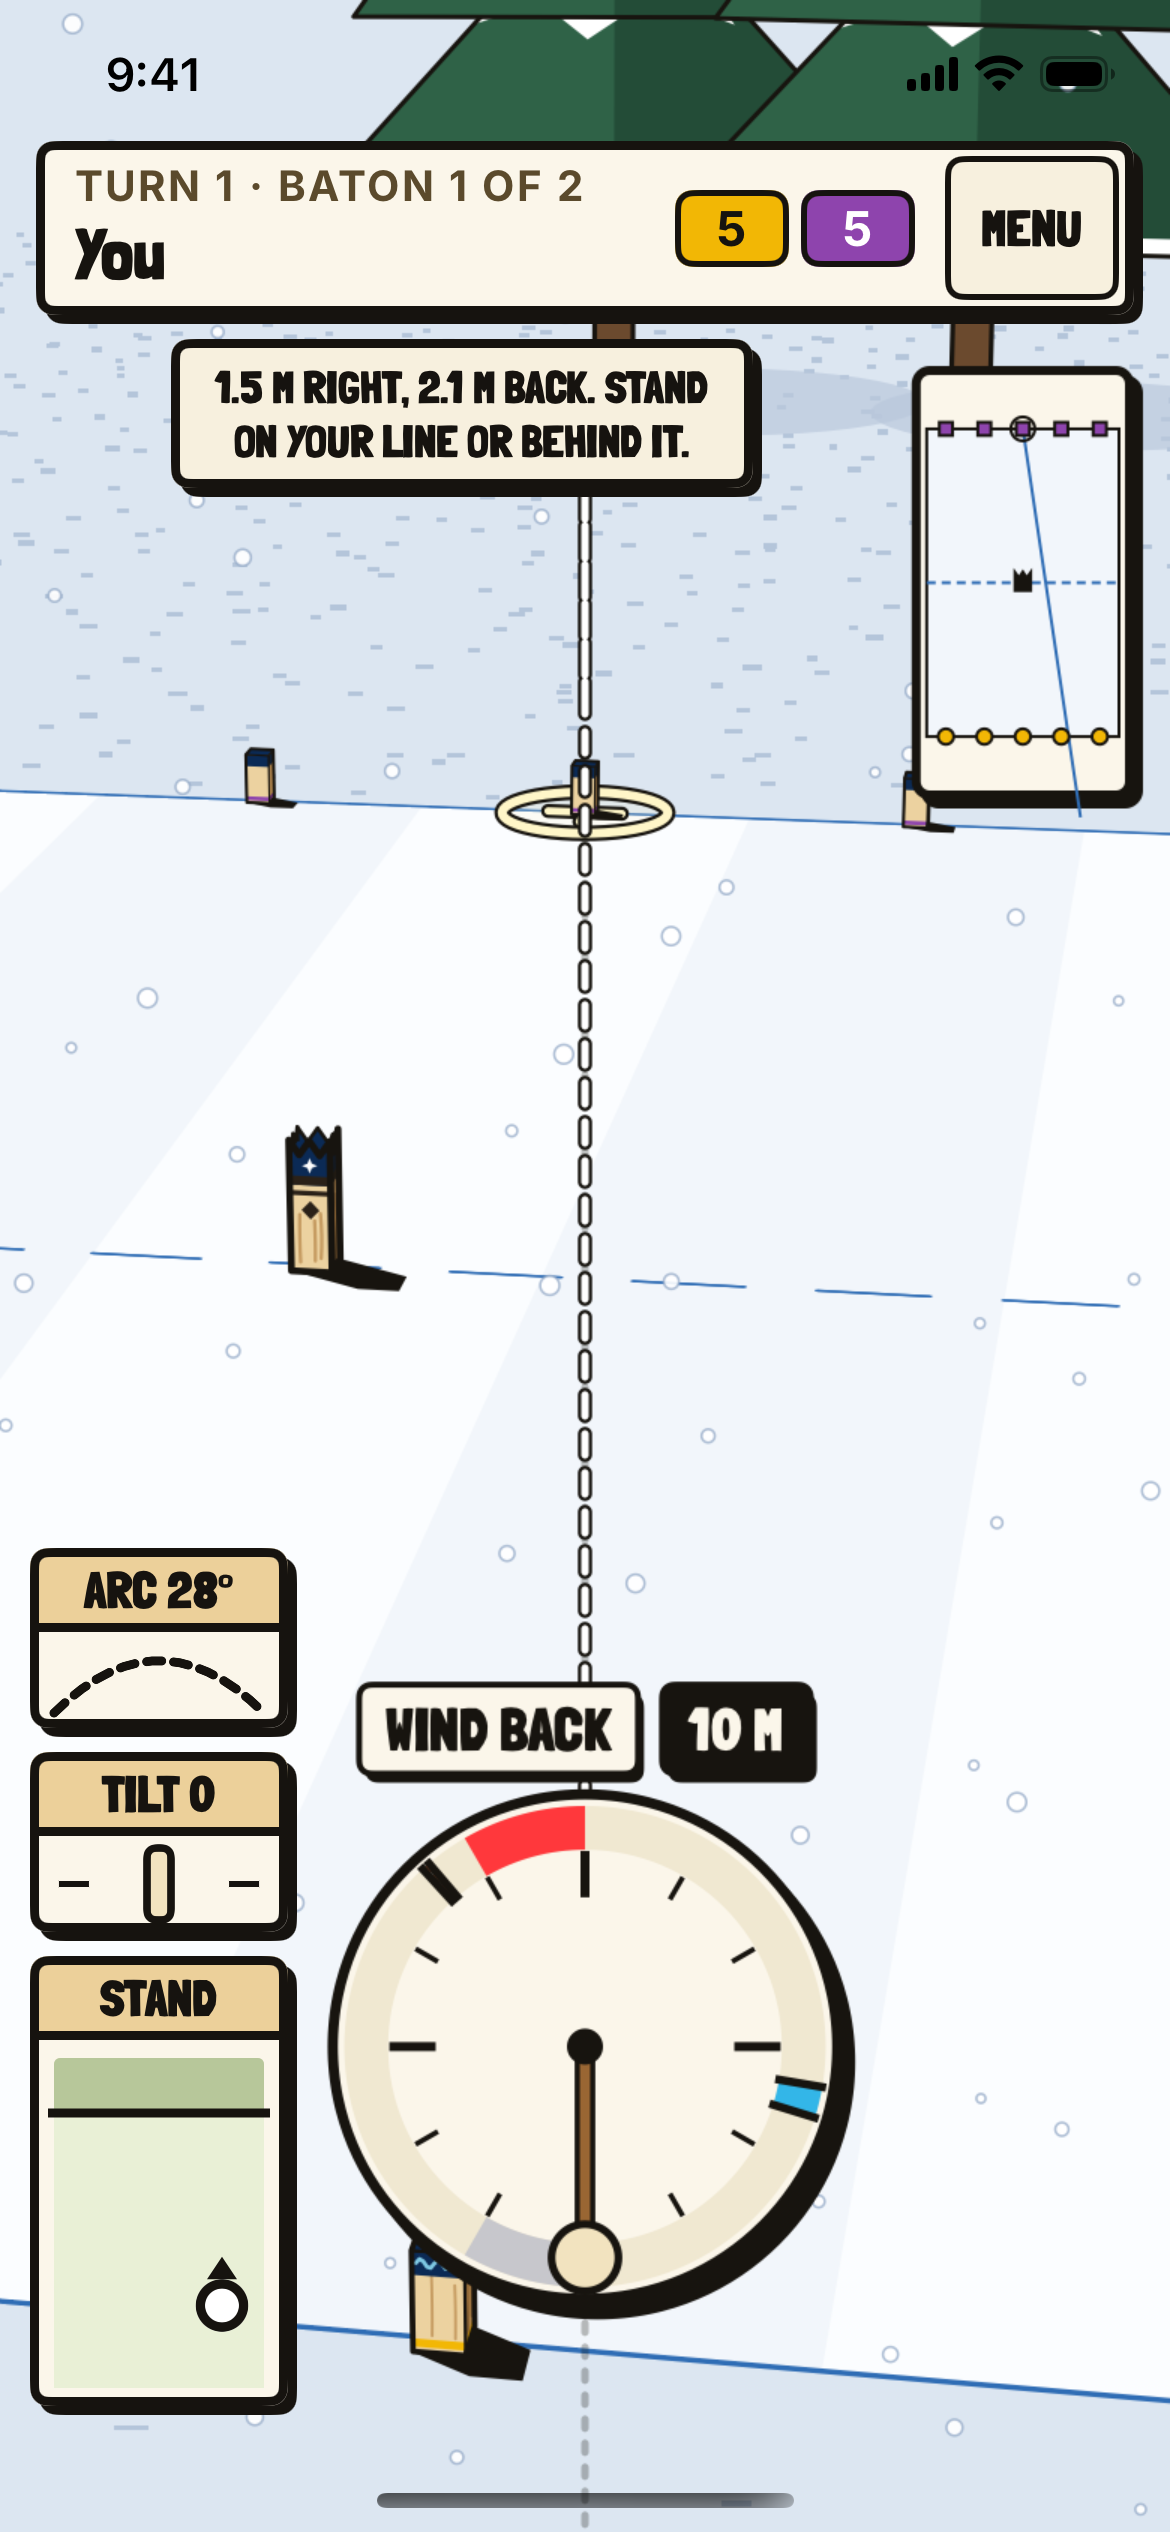 9:41
TURN 1 · BATON 1 OF 2
You
5
5
MENU
1.5 M RIGHT, 2.1 M BACK. STAND
ON YOUR LINE OR BEHIND IT.
ARC 28°
WIND BACK
10 M
TILT 0
STAND